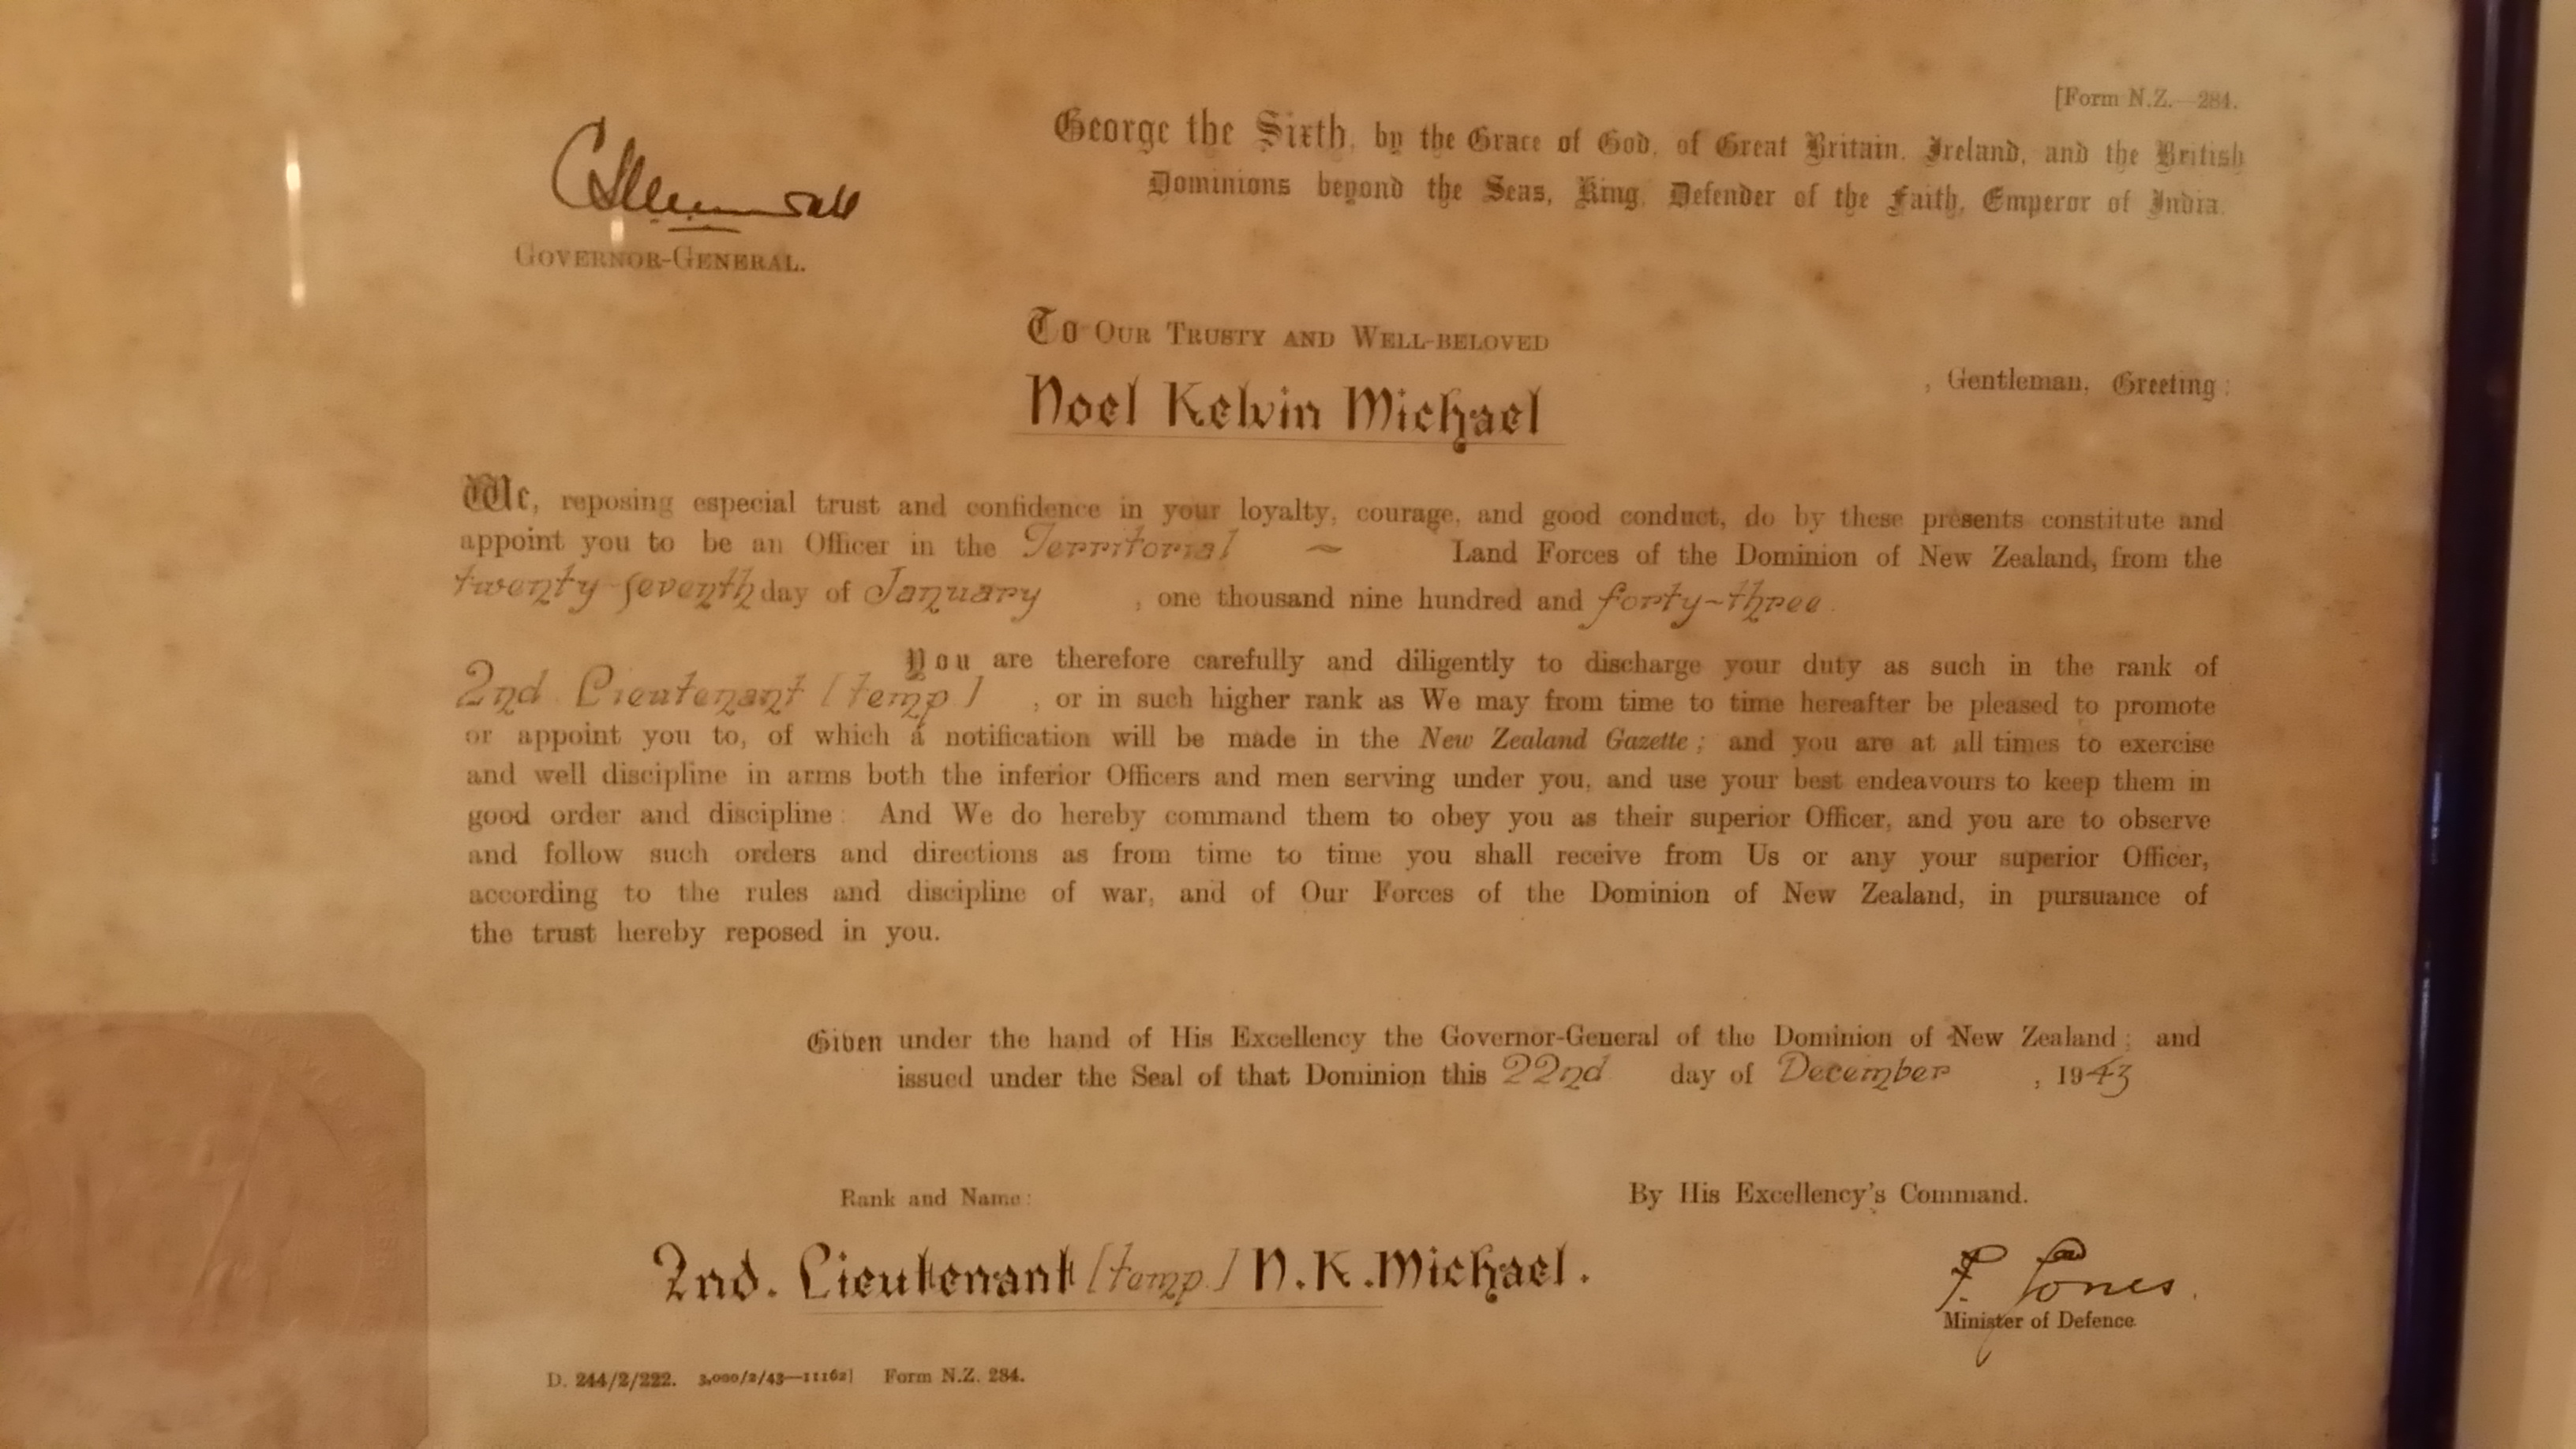 [Form N.Z.—284.
George the Sixth, by the Grace of God, of Great Britain, Ireland, and the British
Dominions beyond the Seas, King, Defender of the Faith, Emperor of India.
GOVERNOR-GENERAL.
To OUR TRUSTY AND WELL-BELOVED
Noel Kelvin Michael
, Gentleman, Greeting:
We, reposing especial trust and confidence in your loyalty, courage, and good conduct, do by these presents constitute and
appoint you to be an Officer in the Territorial ~ Land Forces of the Dominion of New Zealand, from the
twenty-seventh day of January , one thousand nine hundred and forty-three.
You are therefore carefully and diligently to discharge your duty as such in the rank of
2nd Lieutenant [temp] , or in such higher rank as We may from time to time hereafter be pleased to promote
or appoint you to, of which a notification will be made in the New Zealand Gazette; and you are at all times to exercise
and well discipline in arms both the inferior Officers and men serving under you, and use your best endeavours to keep them in
good order and discipline: And We do hereby command them to obey you as their superior Officer, and you are to observe
and follow such orders and directions as from time to time you shall receive from Us or any your superior Officer,
according to the rules and discipline of war, and of Our Forces of the Dominion of New Zealand, in pursuance of
the trust hereby reposed in you.
Given under the hand of His Excellency the Governor-General of the Dominion of New Zealand; and
issued under the Seal of that Dominion this 22nd day of December , 1943
Rank and Name:
By His Excellency's Command.
2nd. Lieutenant [temp.] N.K.Michael.
F. Jones.
Minister of Defence.
D. 244/2/222. 3,000/2/43—11162] Form N.Z. 284.